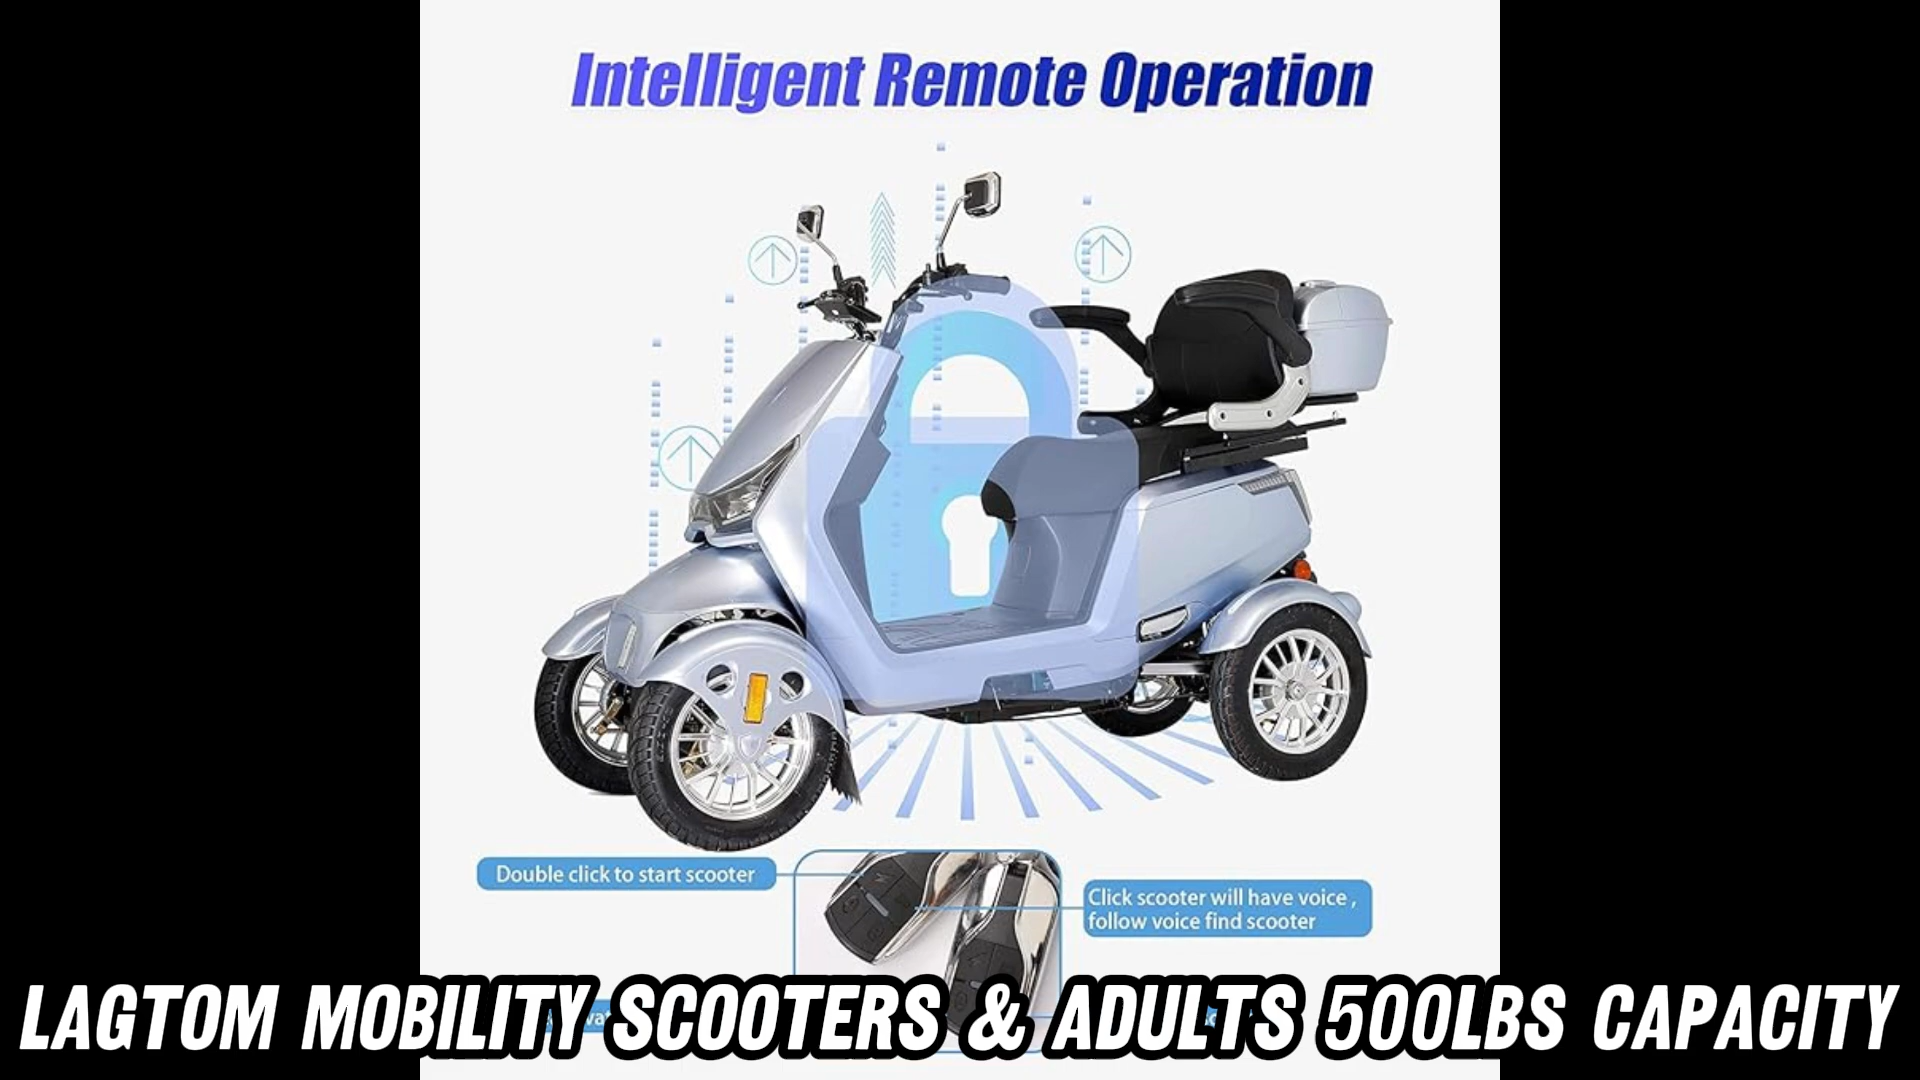 Intelligent Remote Operation
Double click to start scooter
Click scooter will have voice ,
follow voice find scooter
LAGTOM MOBILITY SCOOTERS & ADULTS 500LBS CAPACITY